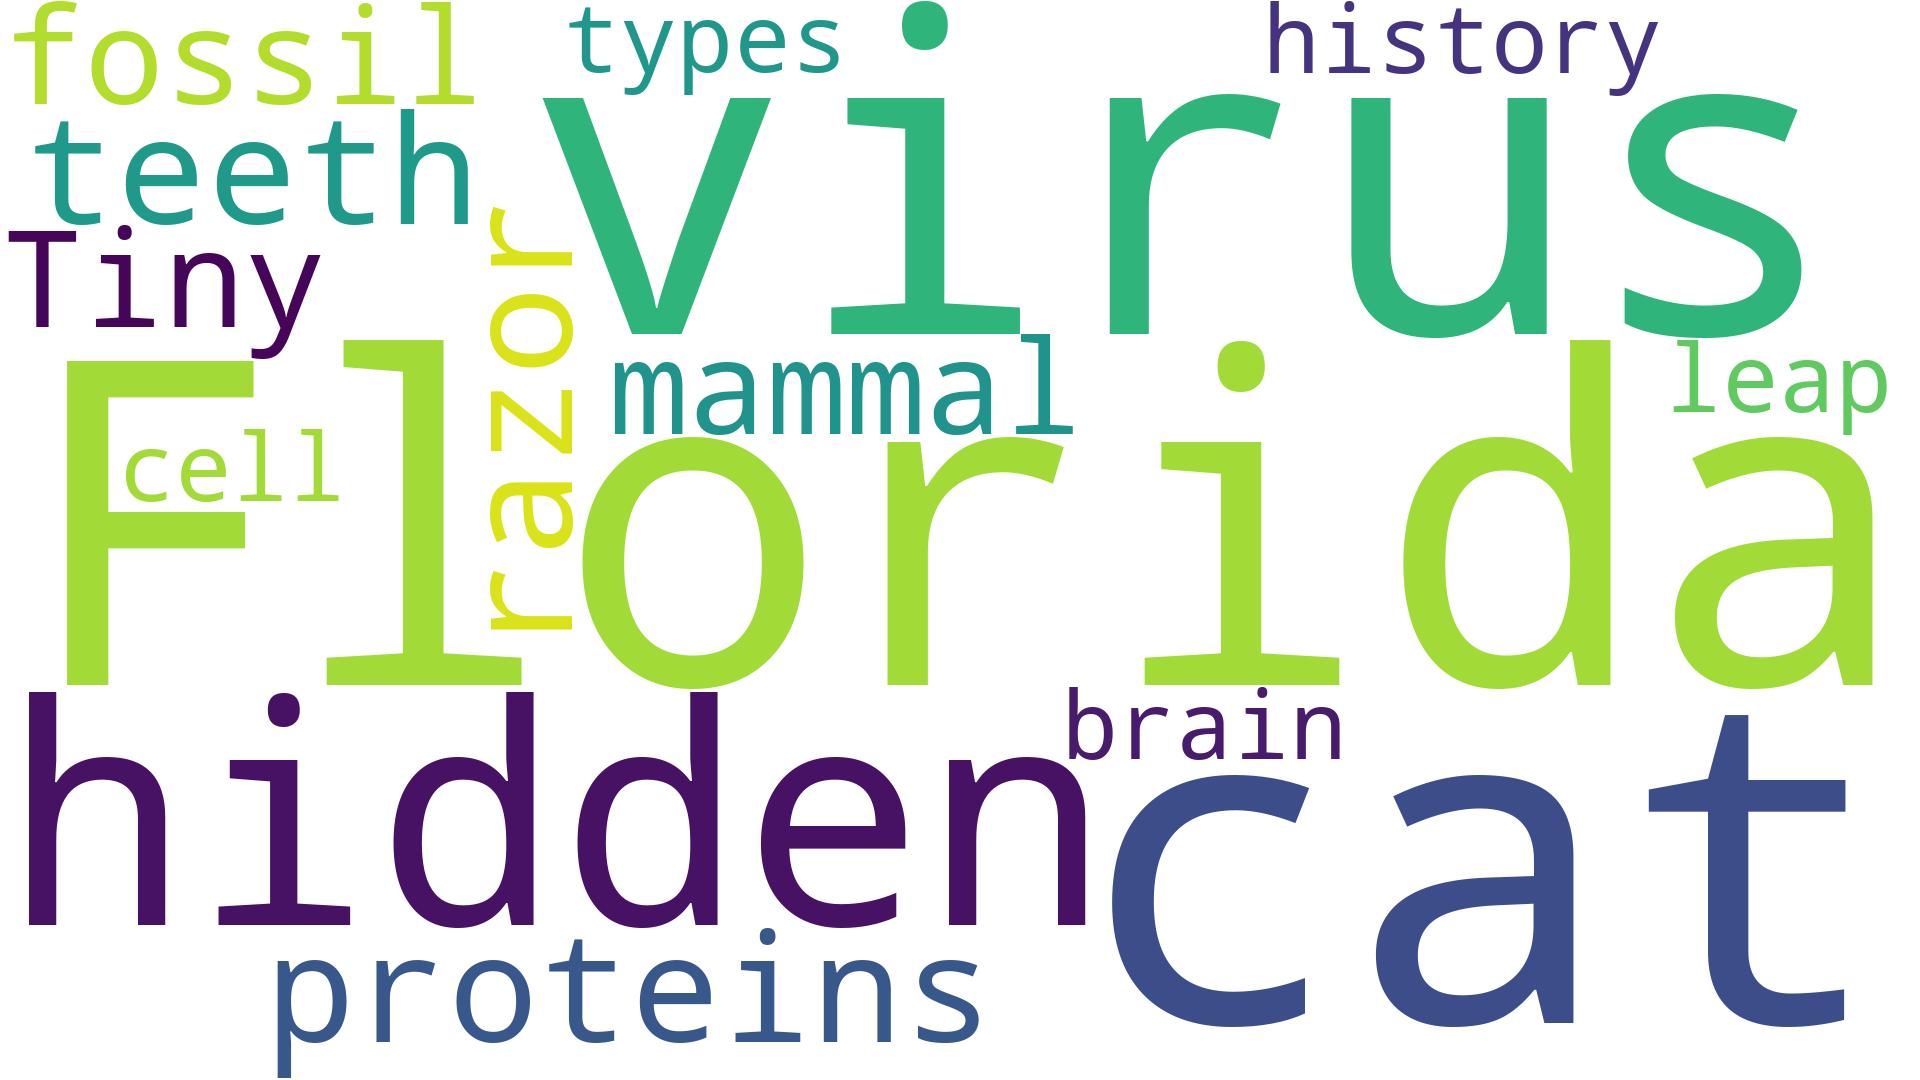 fossil
types
history
virus
teeth
Tiny
razor
mammal
leap
Florida
cell
brain
hidden
cat
proteins